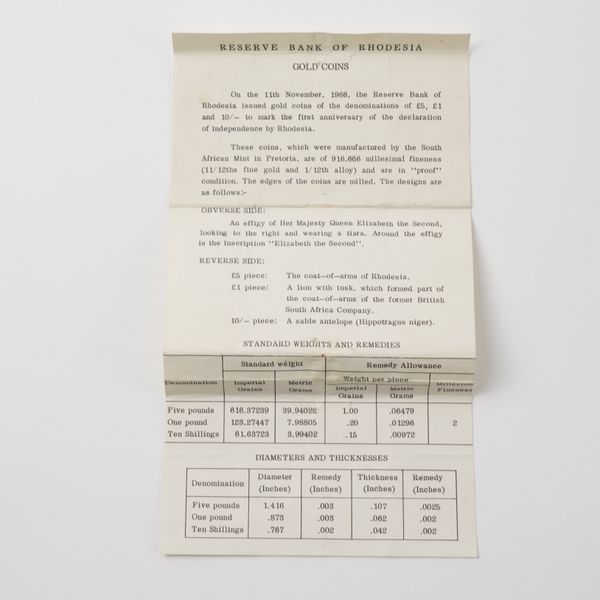 RESERVE BANK OF RHODESIA
GOLD COINS
On the 11th November, 1966, the Reserve Bank of
Rhodesia issued gold coins of the denominations of £5, £1
and 10/— to mark the first anniversary of the declaration
of independence by Rhodesia.
These coins, which were manufactured by the South
African Mint in Pretoria, are of 916,666 millesimal fineness
(11/12ths fine gold and 1/12th alloy) and are in "proof"
condition. The edges of the coins are milled. The designs are
as follows:-
OBVERSE SIDE:
An effigy of Her Majesty Queen Elizabeth the Second,
looking to the right and wearing a tiara. Around the effigy
is the inscription "Elizabeth the Second".
REVERSE SIDE:
£5 piece: The coat—of—arms of Rhodesia.
£1 piece: A lion with tusk, which formed part of
the coat—of—arms of the former British
South Africa Company.
10/— piece: A sable antelope (Hippotragus niger).
STANDARD WEIGHTS AND REMEDIES
Standard weight Remedy Allowance
Weight per piece
Denomination Imperial Grains Metric Grams Imperial Grains Metric Grams Millesimal Fineness
Five pounds 616.37239 39.94028 1.00 .06479
One pound 123.27447 7.98805 .20 .01296 2
Ten Shillings 61.63723 3.99402 .15 .00972
DIAMETERS AND THICKNESSES
Denomination Diameter (Inches) Remedy (Inches) Thickness (Inches) Remedy (Inches)
Five pounds 1.416 .003 .107 .0025
One pound .873 .003 .062 .002
Ten Shillings .767 .002 .042 .002